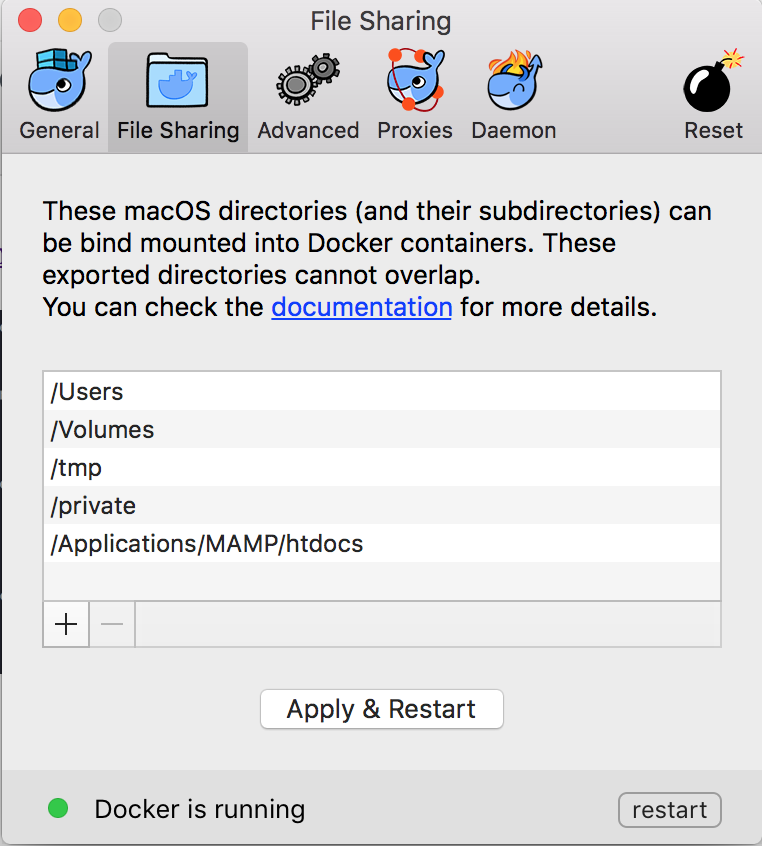 File Sharing
General
File Sharing
Advanced
Proxies
Daemon
Reset
These macOS directories (and their subdirectories) can
be bind mounted into Docker containers. These
exported directories cannot overlap.
You can check the documentation for more details.
/Users
/Volumes
/tmp
/private
/Applications/MAMP/htdocs
Apply & Restart
Docker is running
restart